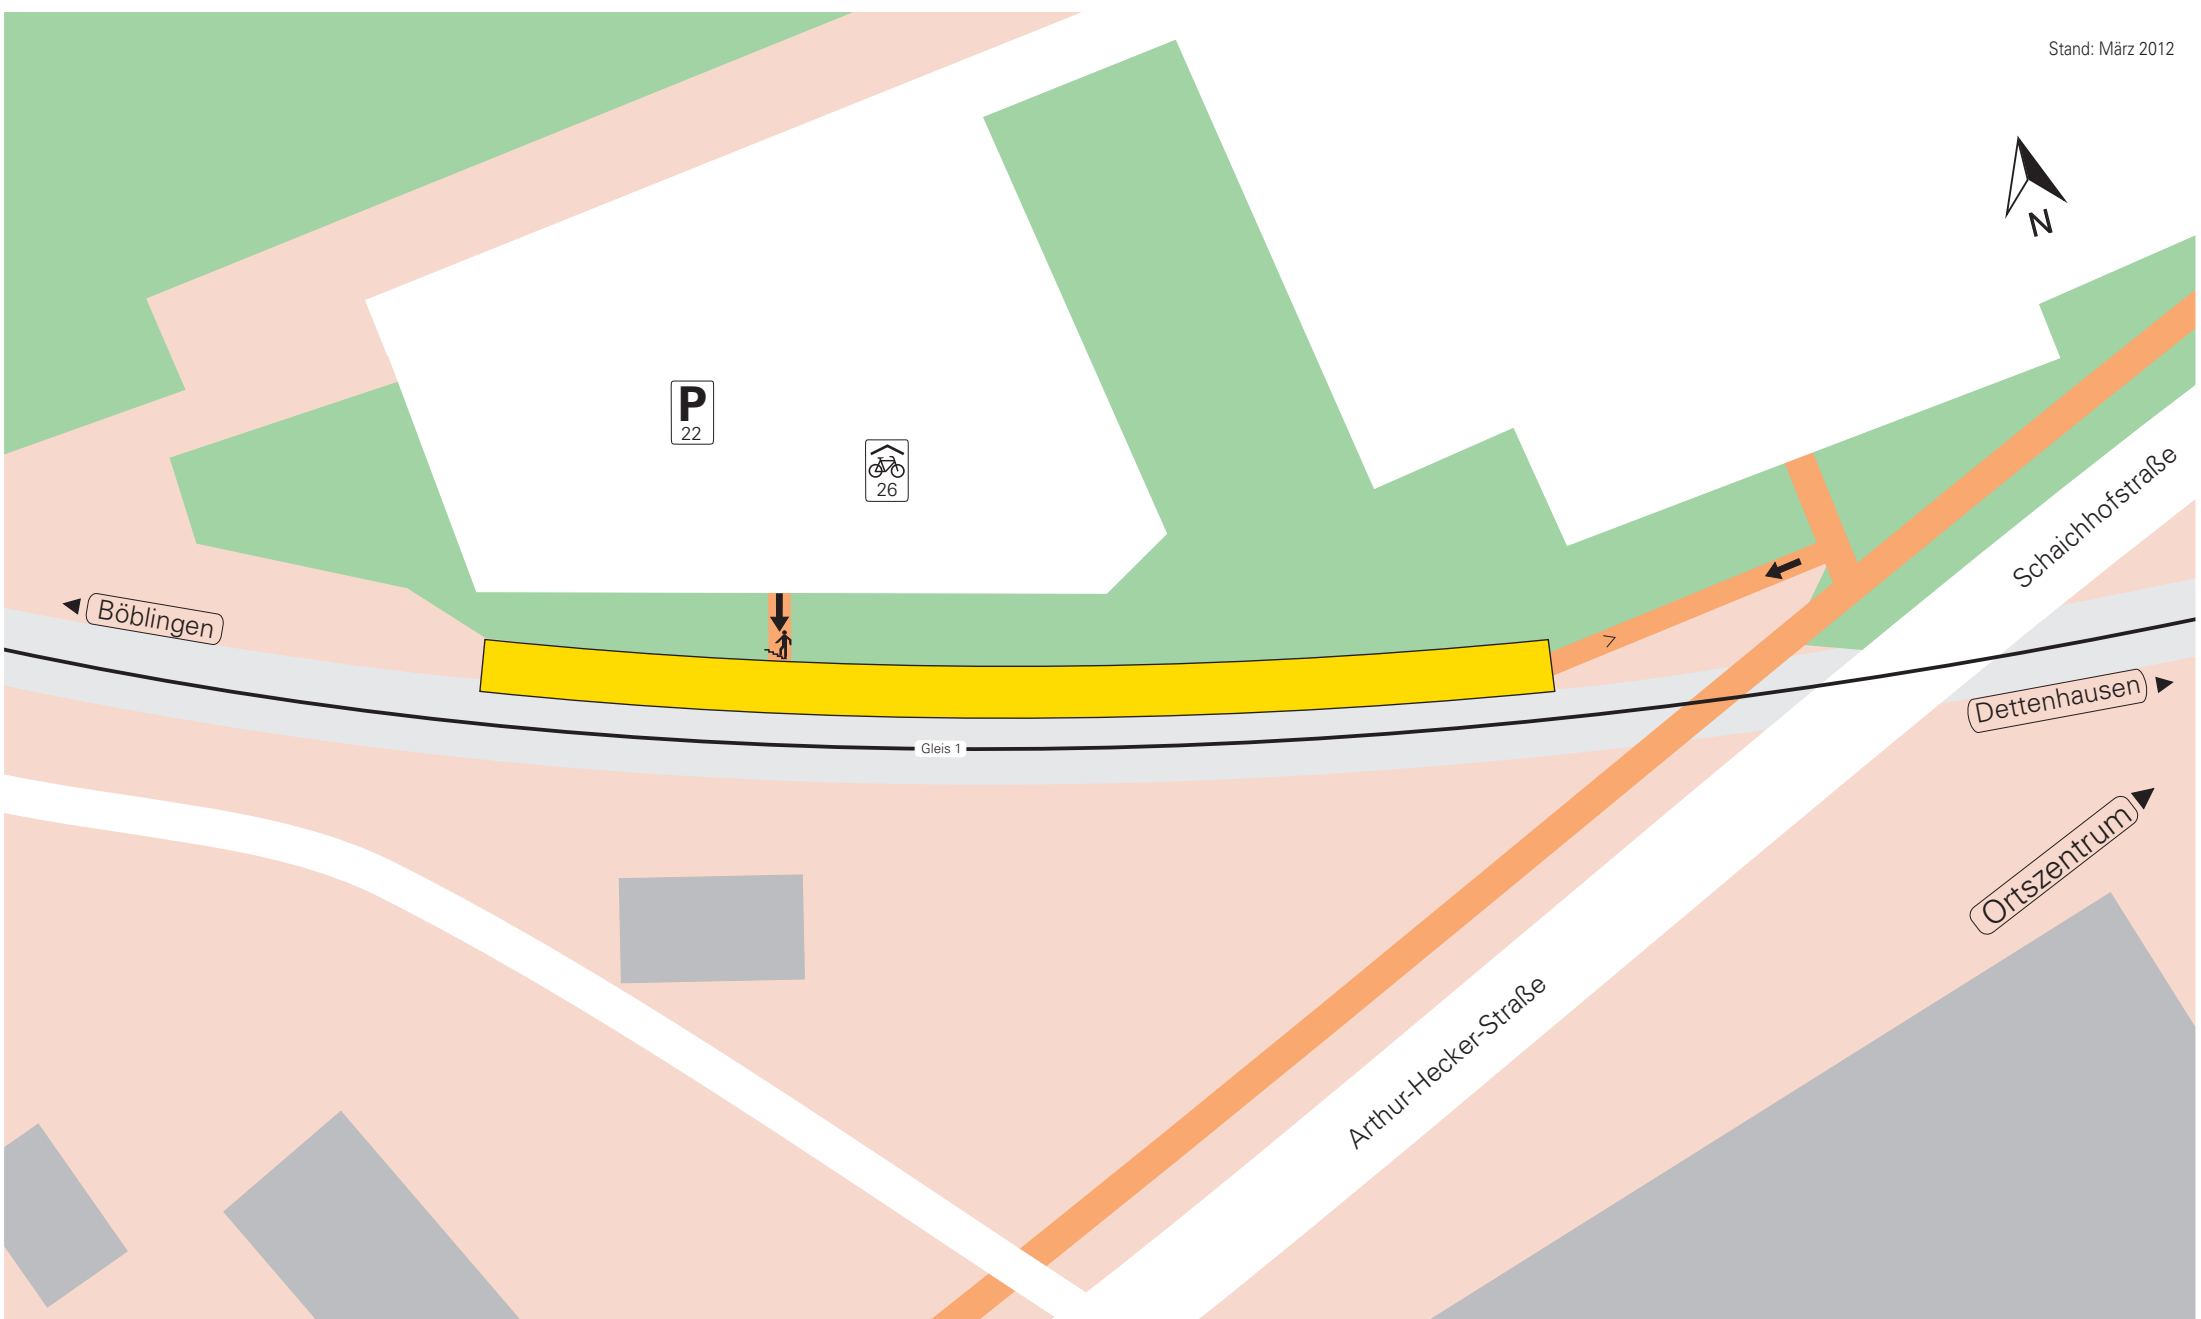 Stand: März 2012
N
P
22
26
Schaichhofstraße
Böblingen
Dettenhausen
Gleis 1
Ortszentrum
Arthur-Hecker-Straße